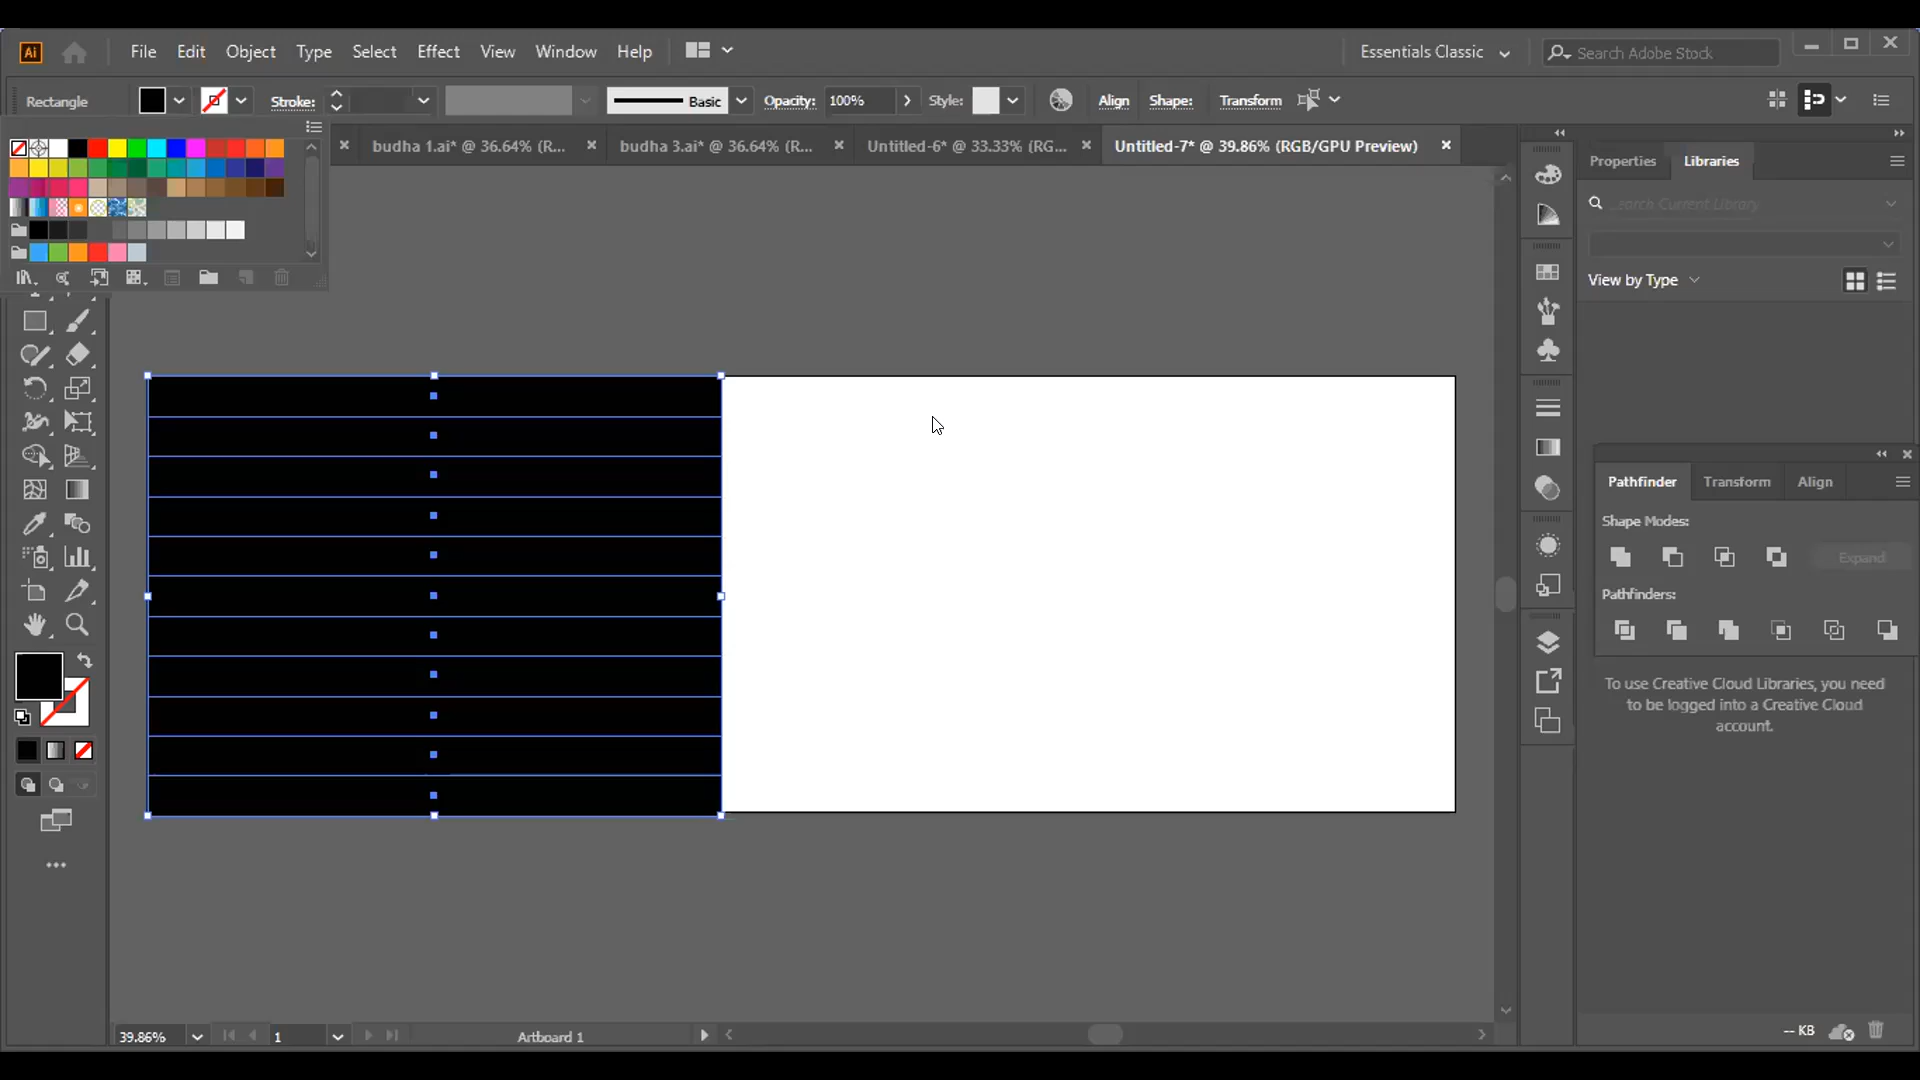 Ai File Edit Object Type Select Effect View Window Help Essentials Classic Search Adobe Stock
Rectangle Stroke: Basic Opacity: 100% Style: Align Shape: Transform
budha 1.ai* @ 36.64% (R... budha 3.ai* @ 36.64% (R... Untitled-6* @ 33.33% (RG... Untitled-7* @ 39.86% (RGB/GPU Preview)
Properties Libraries
Search Current Library
View by Type
Pathfinder Transform Align
Shape Modes:
Expand
Pathfinders:
To use Creative Cloud Libraries, you need
to be logged into a Creative Cloud
account.
39.86% 1 Artboard 1 -- KB